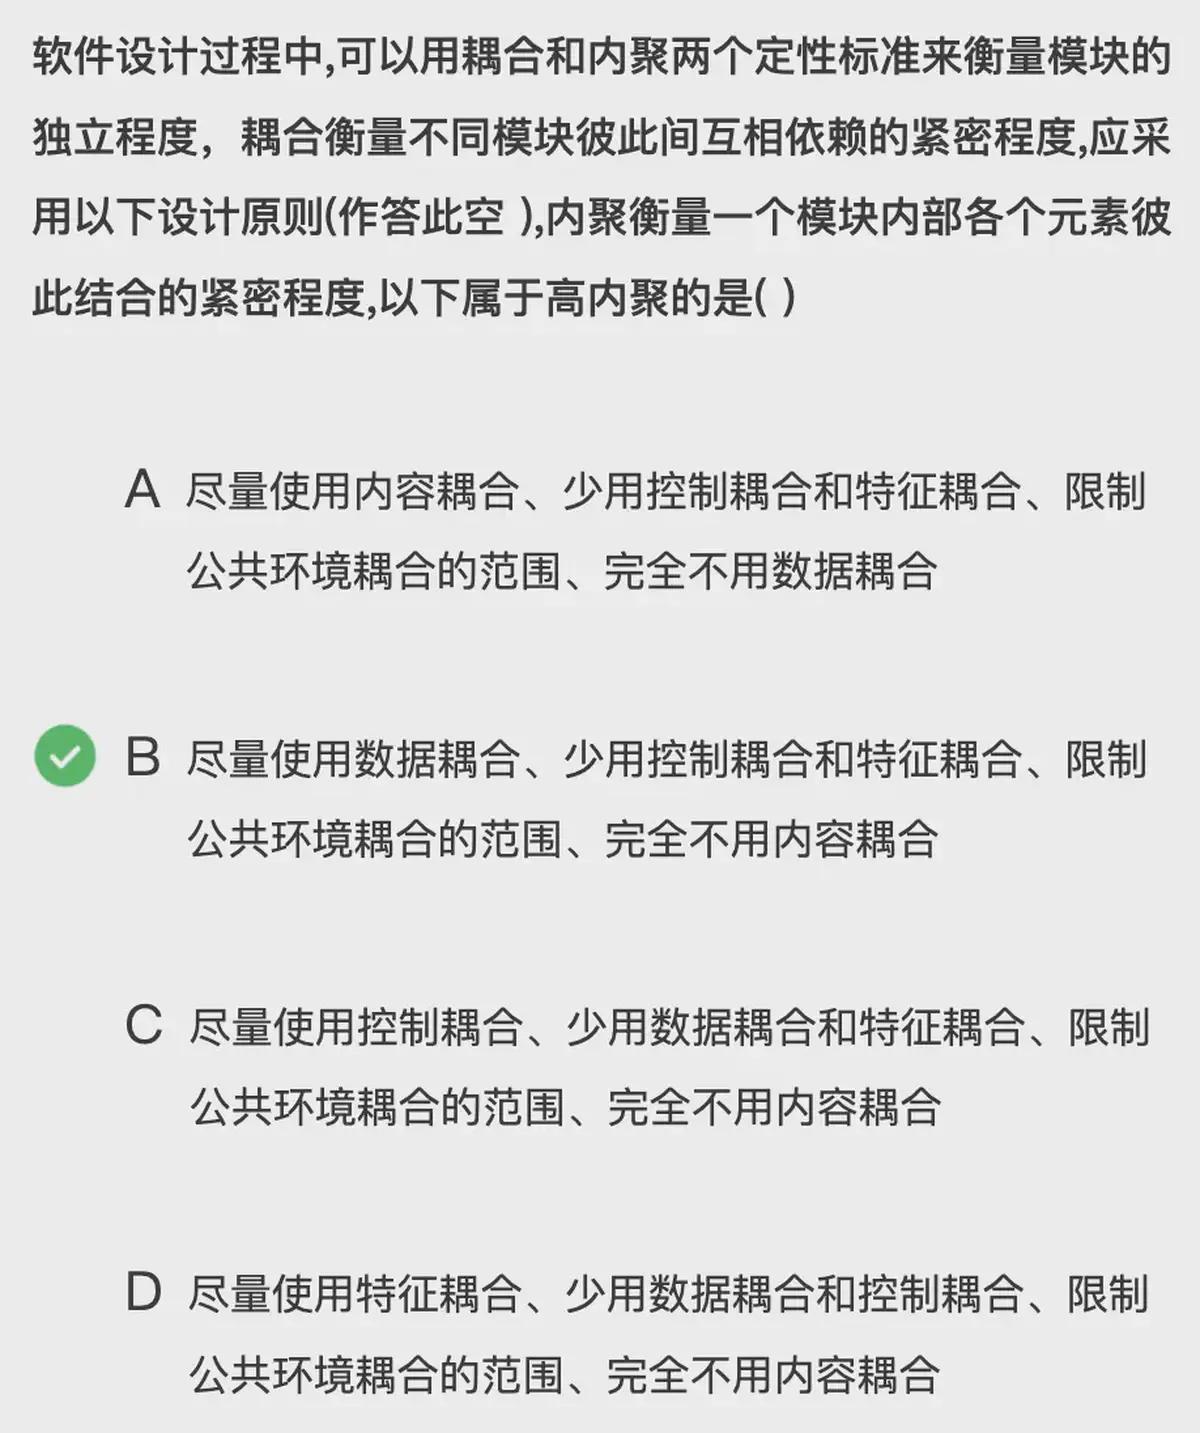 软件设计过程中,可以用耦合和内聚两个定性标准来衡量模块的
独立程度，耦合衡量不同模块彼此间互相依赖的紧密程度,应采
用以下设计原则(作答此空 ),内聚衡量一个模块内部各个元素彼
此结合的紧密程度,以下属于高内聚的是( )
A 尽量使用内容耦合、少用控制耦合和特征耦合、限制
公共环境耦合的范围、完全不用数据耦合
B 尽量使用数据耦合、少用控制耦合和特征耦合、限制
公共环境耦合的范围、完全不用内容耦合
C 尽量使用控制耦合、少用数据耦合和特征耦合、限制
公共环境耦合的范围、完全不用内容耦合
D 尽量使用特征耦合、少用数据耦合和控制耦合、限制
公共环境耦合的范围、完全不用内容耦合